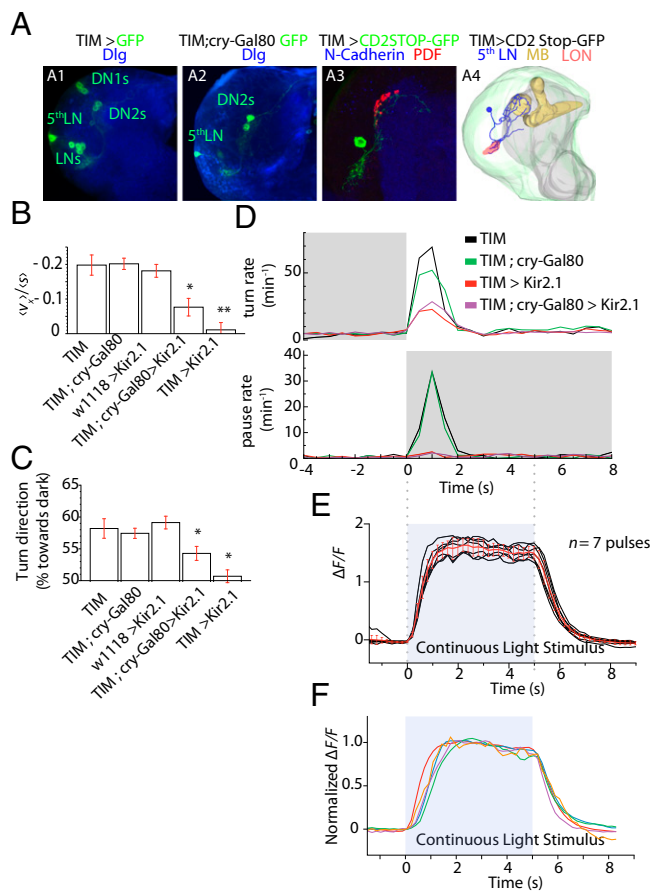 A
TIM >GFP
Dlg
TIM;cry-Gal80 GFP
Dlg
TIM >CD2STOP-GFP
N-Cadherin PDF
TIM>CD2 Stop-GFP
5th LN MB LON
A1
DN1s
DN2s
5thLN
LNs
A2
DN2s
5thLN
A3
A4
B
<vx>/<s>
- 0.2
- 0.1
0
*
**
TIM
TIM ; cry-Gal80
w1118 >Kir2.1
TIM ; cry-Gal80>Kir2.1
TIM >Kir2.1
C
Turn direction
(% towards dark)
65
60
55
50
*
*
TIM
TIM ; cry-Gal80
w1118 >Kir2.1
TIM ; cry-Gal80>Kir2.1
TIM >Kir2.1
D
turn rate
(min-1)
50
0
TIM
TIM ; cry-Gal80
TIM > Kir2.1
TIM ; cry-Gal80 > Kir2.1
pause rate
(min-1)
40
30
20
10
0
-4 -2 0 2 4 6 8
Time (s)
E
ΔF/F
2
1
0
n = 7 pulses
Continuous Light Stimulus
0 2 4 6 8
Time (s)
F
Normalized ΔF/F
1.0
0.5
0
Continuous Light Stimulus
0 2 4 6 8
Time (s)